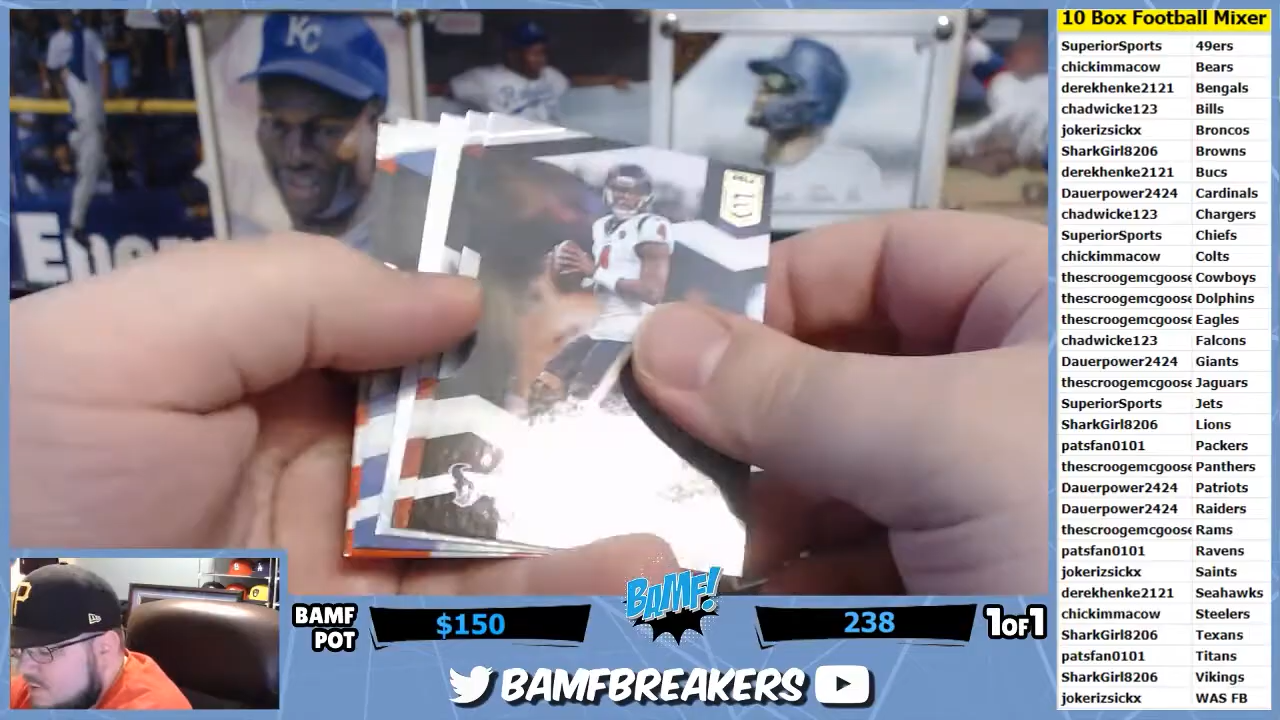 10 Box Football Mixer
SuperiorSports 49ers
chickimmacow Bears
derekhenke2121 Bengals
chadwicke123 Bills
jokerizsickx Broncos
SharkGirl8206 Browns
derekhenke2121 Bucs
Dauerpower2424 Cardinals
chadwicke123 Chargers
SuperiorSports Chiefs
chickimmacow Colts
thescroogemcgoose Cowboys
thescroogemcgoose Dolphins
thescroogemcgoose Eagles
chadwicke123 Falcons
Dauerpower2424 Giants
thescroogemcgoose Jaguars
SuperiorSports Jets
SharkGirl8206 Lions
patsfan0101 Packers
thescroogemcgoose Panthers
Dauerpower2424 Patriots
Dauerpower2424 Raiders
thescroogemcgoose Rams
patsfan0101 Ravens
jokerizsickx Saints
derekhenke2121 Seahawks
chickimmacow Steelers
SharkGirl8206 Texans
patsfan0101 Titans
SharkGirl8206 Vikings
jokerizsickx WAS FB
KC
4
P
BAMF POT
$150
BAMF!
238
1OF1
BAMFBREAKERS